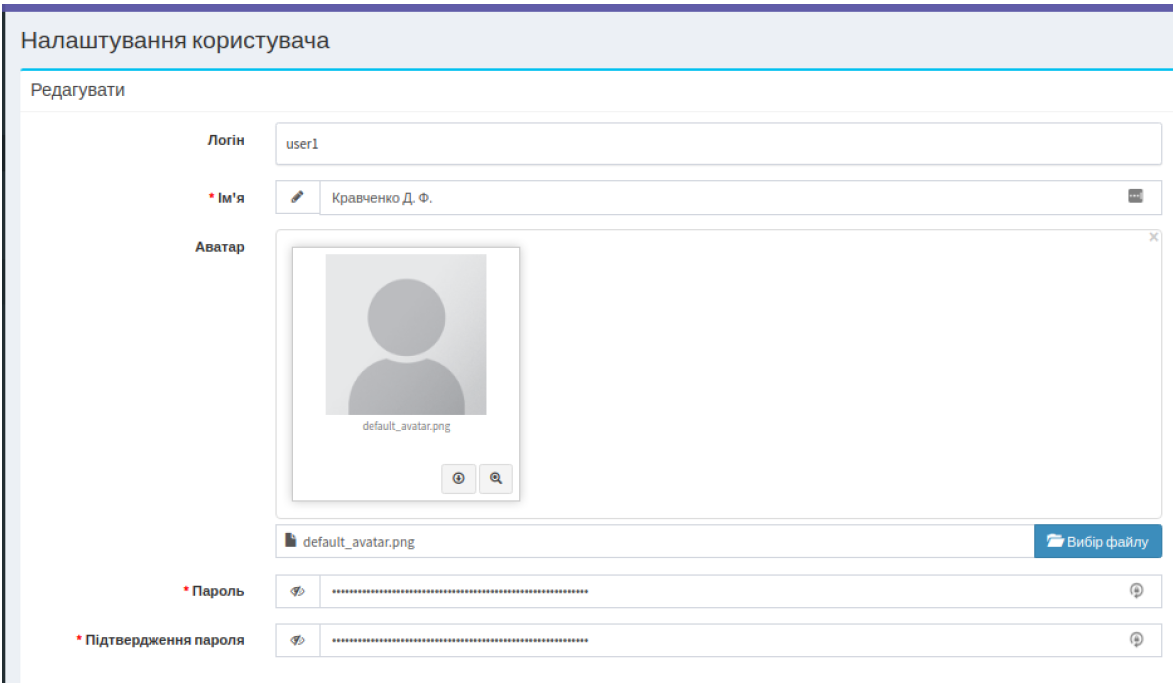 Налаштування користувача
Редагувати
Логін
user1
* Ім'я
Кравченко Д. Ф.
Аватар
default_avatar.png
default_avatar.png
Вибір файлу
* Пароль
* Підтвердження пароля